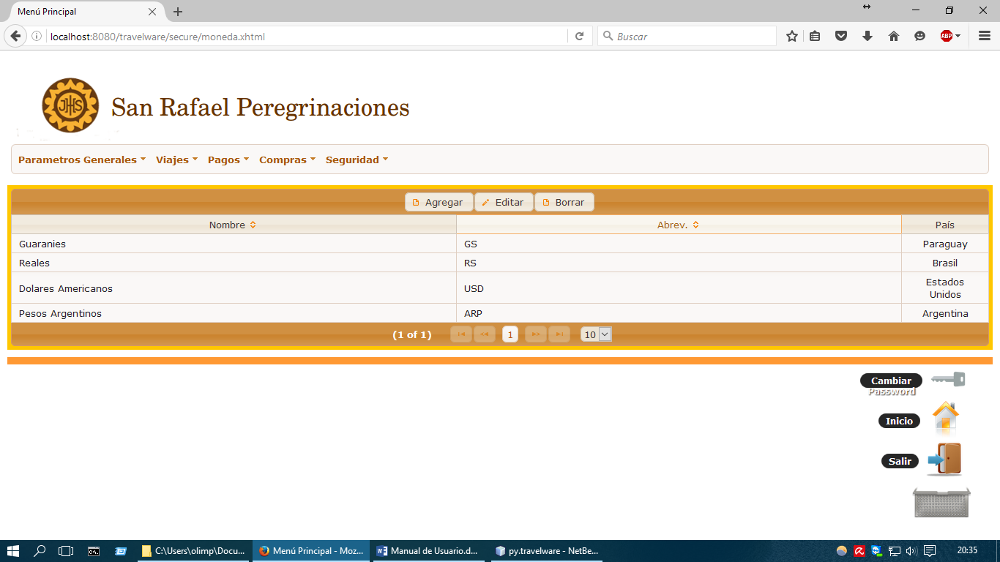 Menú Principal
localhost:8080/travelware/secure/moneda.xhtml
Buscar
ABP
JHS
San Rafael Peregrinaciones
Parametros Generales Viajes Pagos Compras Seguridad
Agregar Editar Borrar
Nombre Abrev. País
Guaranies GS Paraguay
Reales RS Brasil
Dolares Americanos USD Estados Unidos
Pesos Argentinos ARP Argentina
(1 of 1) 1 10
Cambiar
Password
Inicio
Salir
C:\Users\olimp\Docu... Menú Principal - Moz... Manual de Usuario.d... py.travelware - NetBe... 20:35